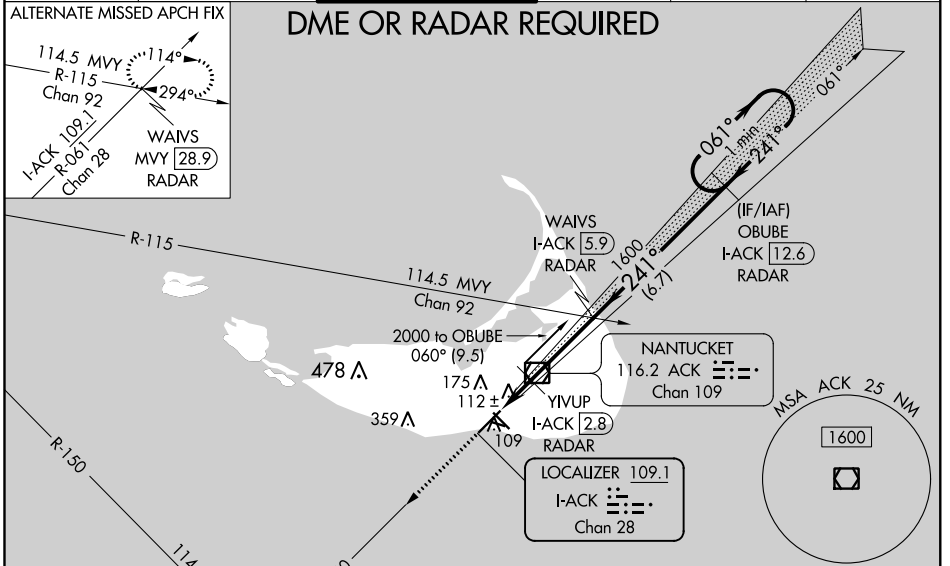 ALTERNATE MISSED APCH FIX
114.5 MVY
R-115
Chan 92
114°
294°
I-ACK 109.1
R-061
Chan 28
WAIVS
MVY 28.9
RADAR
DME OR RADAR REQUIRED
061°
061°
1 min
241°
(IF/IAF)
OBUBE
I-ACK 12.6
RADAR
WAIVS
I-ACK 5.9
RADAR
1600
241°
(6.7)
R-115
114.5 MVY
Chan 92
2000 to OBUBE
060° (9.5)
NANTUCKET
116.2 ACK
Chan 109
478
175
112 ±
359
109
YIVUP
I-ACK 2.8
RADAR
LOCALIZER 109.1
I-ACK
Chan 28
MSA ACK 25 NM
1600
R-150
114